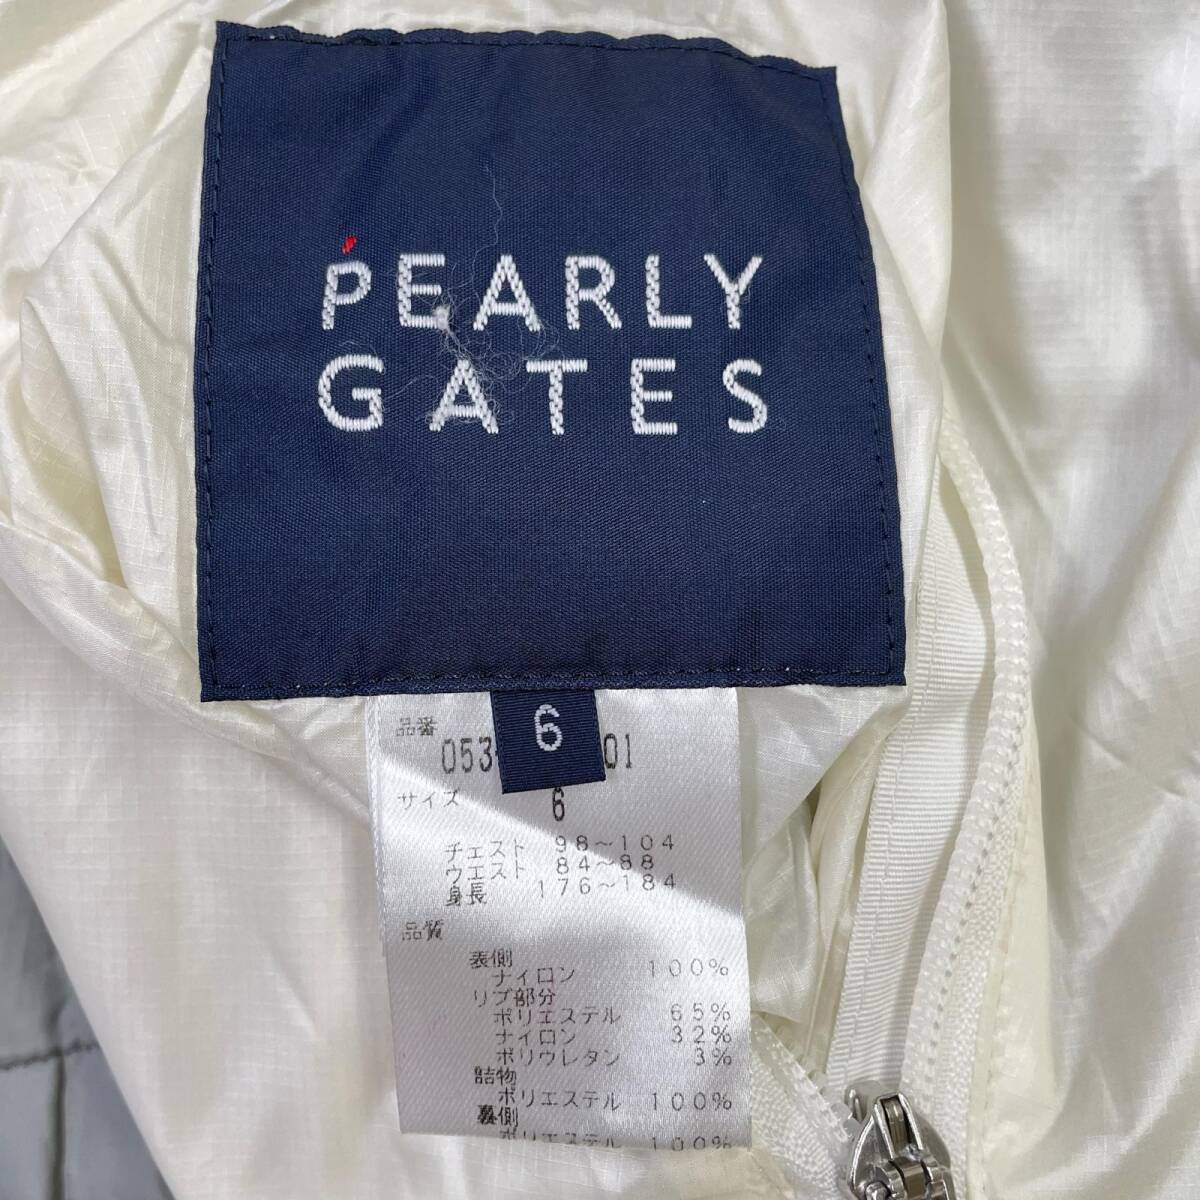 PEARLY
GATES
6
品番
053 01
サイズ 6
チェスト 98～104
ウエスト 84～88
身長 176～184
品質
表側
ナイロン 100%
リブ部分
ポリエステル 65%
ナイロン 32%
ポリウレタン 3%
詰物
ポリエステル 100%
裏側
ポリエステル 100%